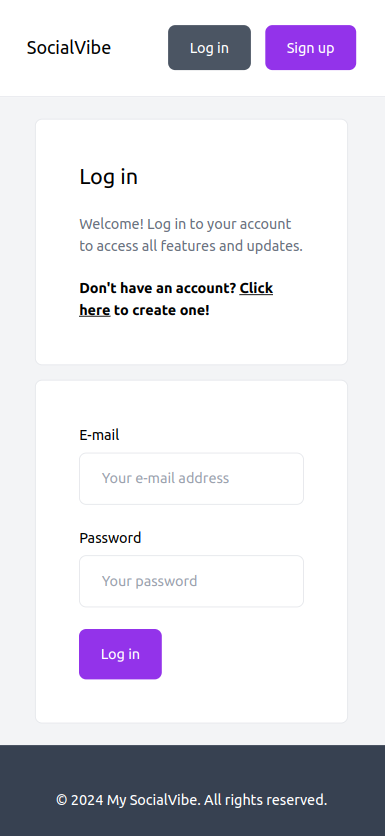 SocialVibe
Log in
Sign up
Log in
Welcome! Log in to your account
to access all features and updates.
Don't have an account? Click
here to create one!
E-mail
Your e-mail address
Password
Your password
Log in
© 2024 My SocialVibe. All rights reserved.